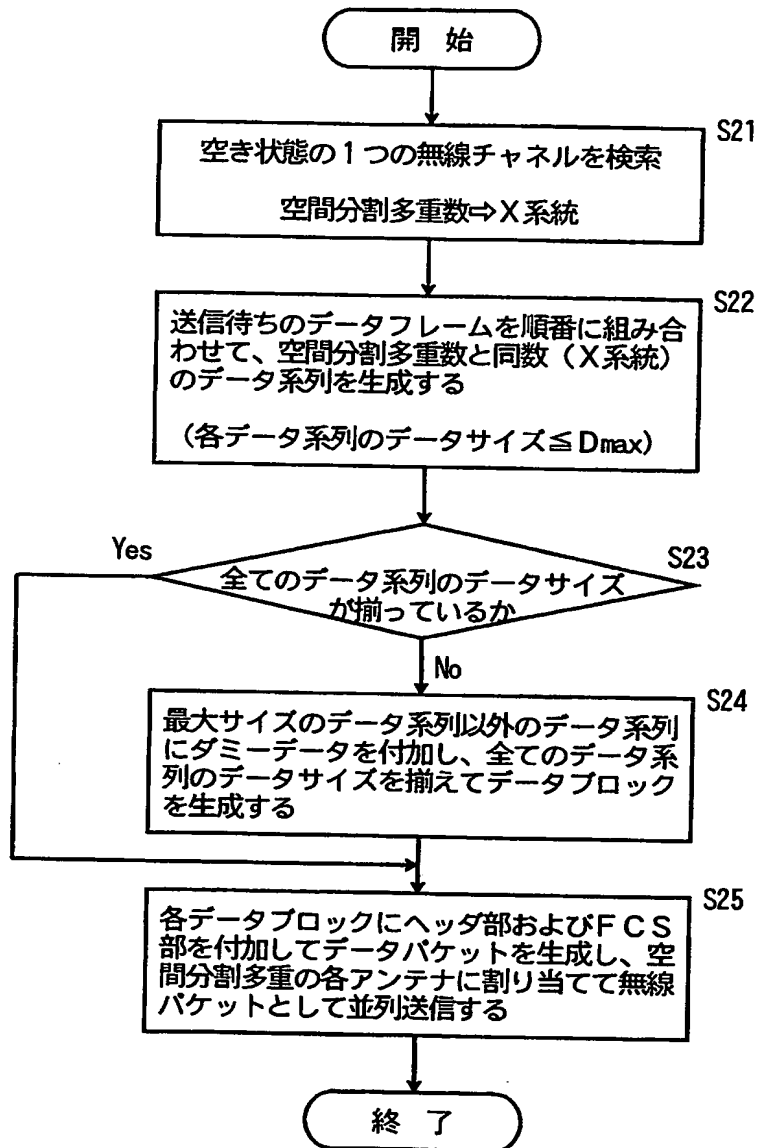 開 始
S21
空き状態の1つの無線チャネルを検索
空間分割多重数⇨X系統
S22
送信待ちのデータフレームを順番に組み合
わせて、空間分割多重数と同数（X系統）
のデータ系列を生成する
（各データ系列のデータサイズ≦Dmax）
Yes
S23
全てのデータ系列のデータサイズ
が揃っているか
No
S24
最大サイズのデータ系列以外のデータ系列
にダミーデータを付加し、全てのデータ系
列のデータサイズを揃えてデータブロック
を生成する
S25
各データブロックにヘッダ部およびFCS
部を付加してデータパケットを生成し、空
間分割多重の各アンテナに割り当てて無線
パケットとして並列送信する
終 了